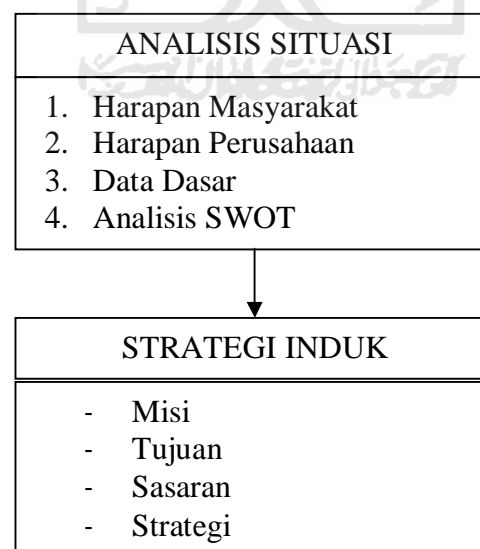 ANALISIS SITUASI
1. Harapan Masyarakat
2. Harapan Perusahaan
3. Data Dasar
4. Analisis SWOT
STRATEGI INDUK
- Misi
- Tujuan
- Sasaran
- Strategi